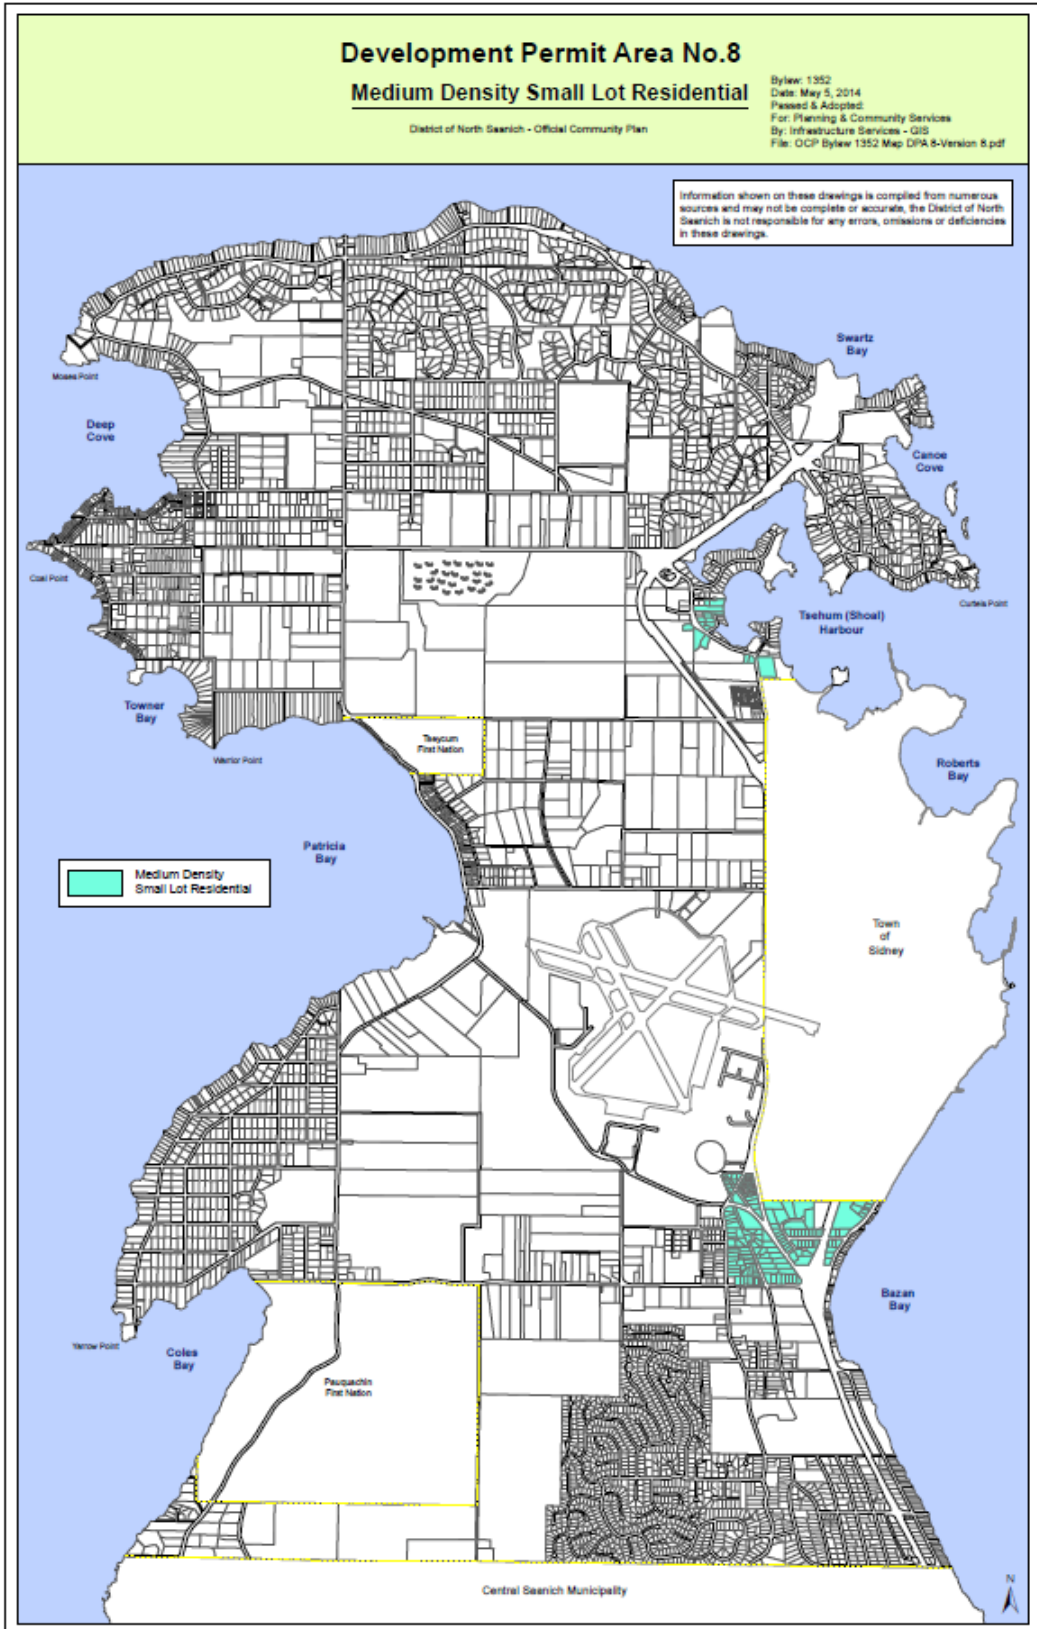 Development Permit Area No.8
Medium Density Small Lot Residential
District of North Saanich - Official Community Plan
Bylaw: 1352
Date: May 5, 2014
Passed & Adopted:
For: Planning & Community Services
By: Infrastructure Services - GIS
File: OCP Bylaw 1352 Map DPA 8-Version 8.pdf
Information shown on these drawings is compiled from numerous
sources and may not be complete or accurate, the District of North
Saanich is not responsible for any errors, omissions or deficiencies
in these drawings.
Swartz
Bay
Moses Point
Deep
Cove
Canoe
Cove
Coal Point
Curteis Point
Tsehum (Shoal)
Harbour
Towner
Bay
Warrior Point
Tseycum
First Nation
Roberts
Bay
Patricia
Bay
Medium Density
Small Lot Residential
Town
of
Sidney
Bazan
Bay
Yarrow Point
Coles
Bay
Pauquachin
First Nation
Central Saanich Municipality
N